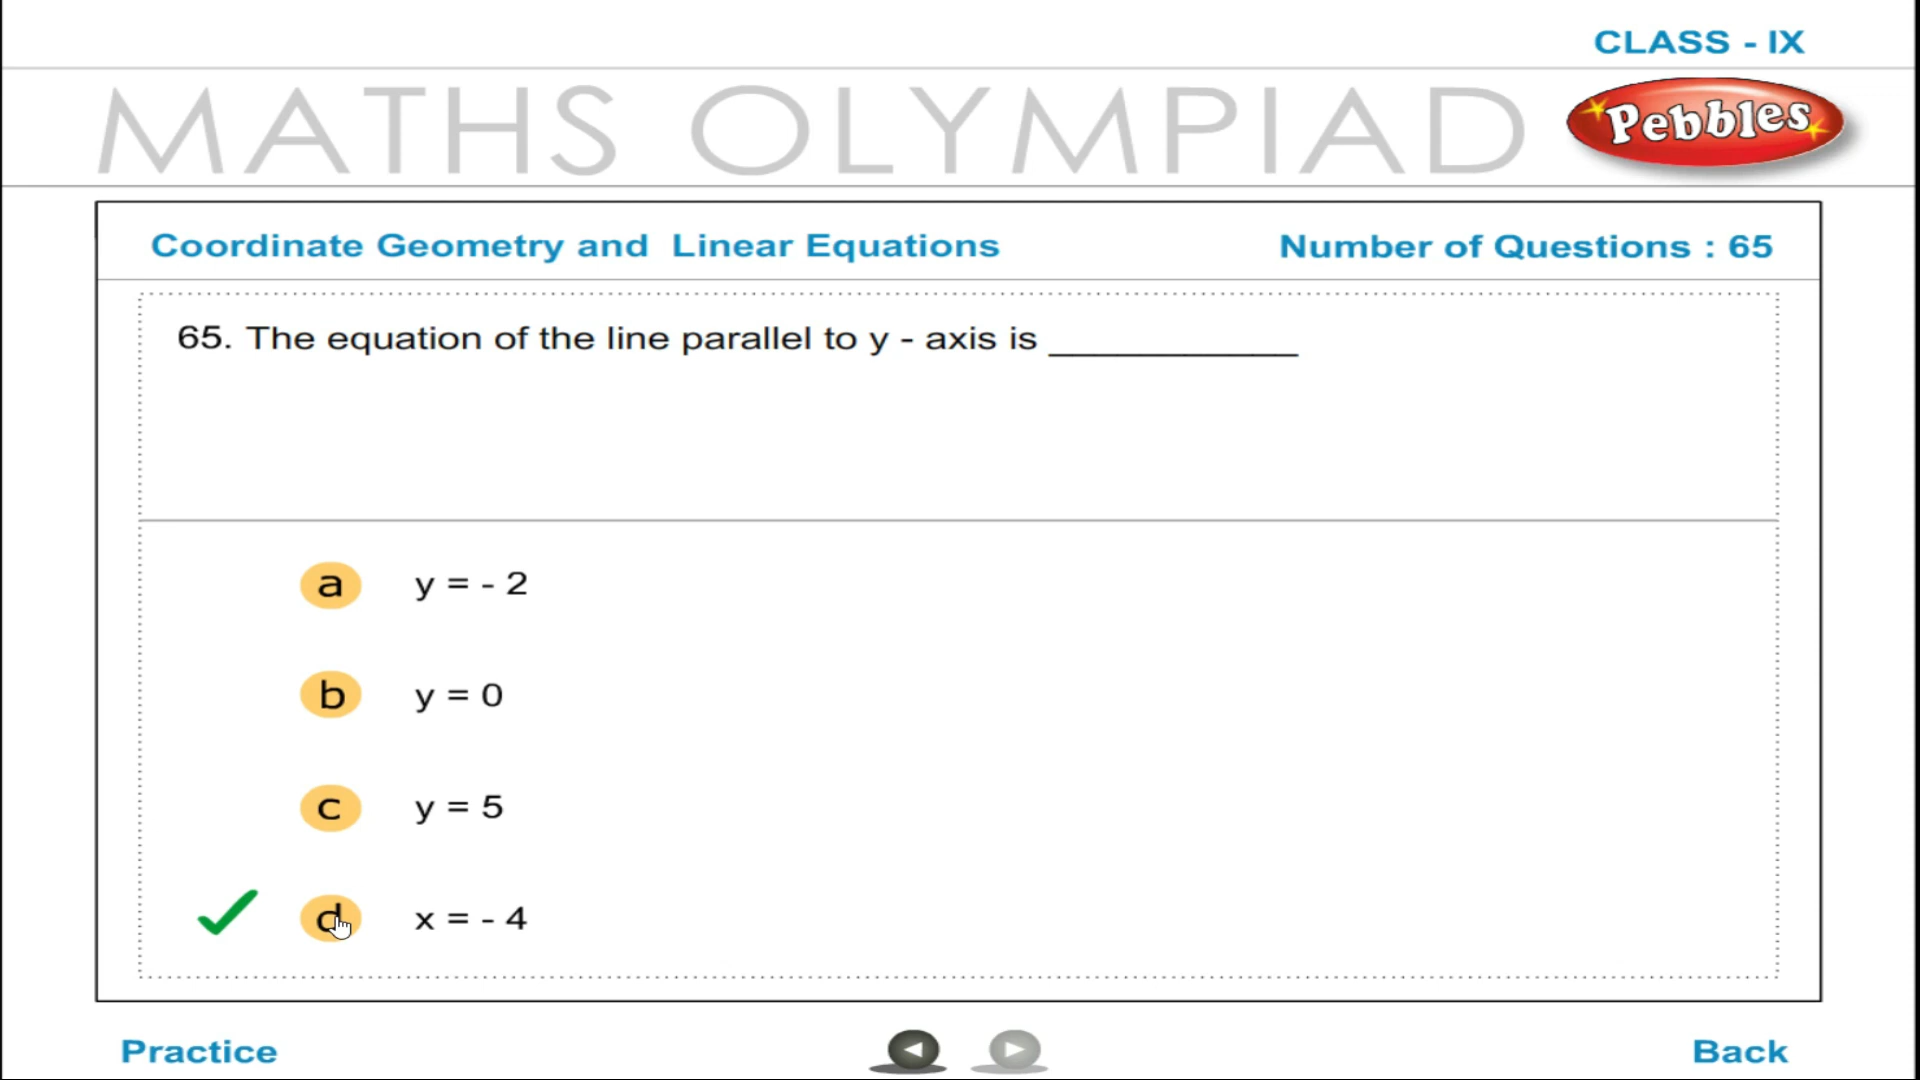 CLASS - IX
MATHS OLYMPIAD
Pebbles
Coordinate Geometry and Linear Equations
Number of Questions : 65
65. The equation of the line parallel to y - axis is ______________
a y = - 2
b y = 0
c y = 5
d x = - 4
Practice
Back